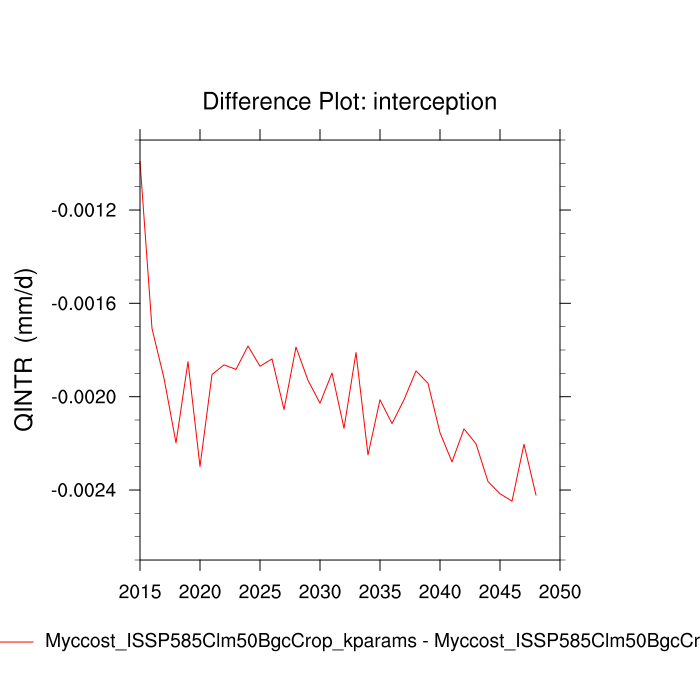 Difference Plot: interception
QINTR (mm/d)
-0.0012
-0.0016
-0.0020
-0.0024
2015 2020 2025 2030 2035 2040 2045 2050
Myccost_ISSP585Clm50BgcCrop_kparams - Myccost_ISSP585Clm50BgcCr